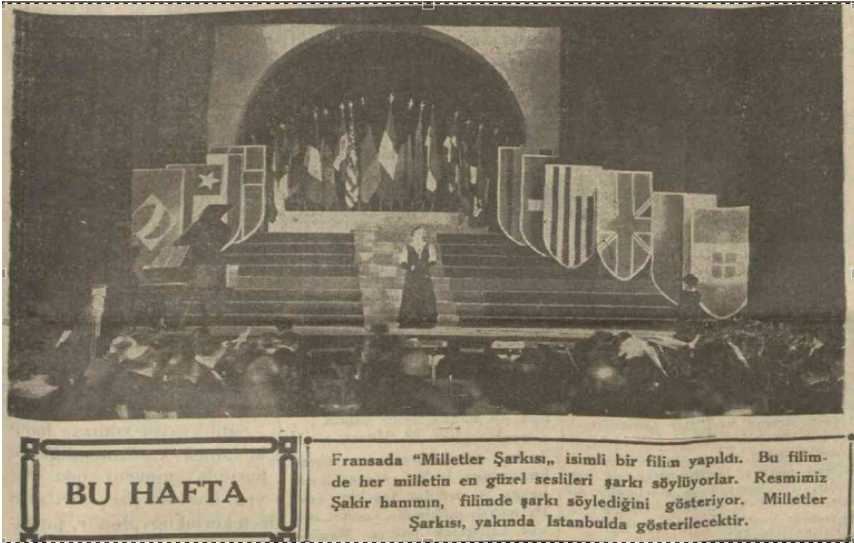 BU HAFTA
Fransada "Milletler Şarkısı„ isimli bir filim yapıldı. Bu filim-
de her milletin en güzel seslileri şarkı söylüyorlar. Resmimiz
Şakir hanımın, filimde şarkı söylediğini gösteriyor. Milletler
Şarkısı, yakında Istanbulda gösterilecektir.